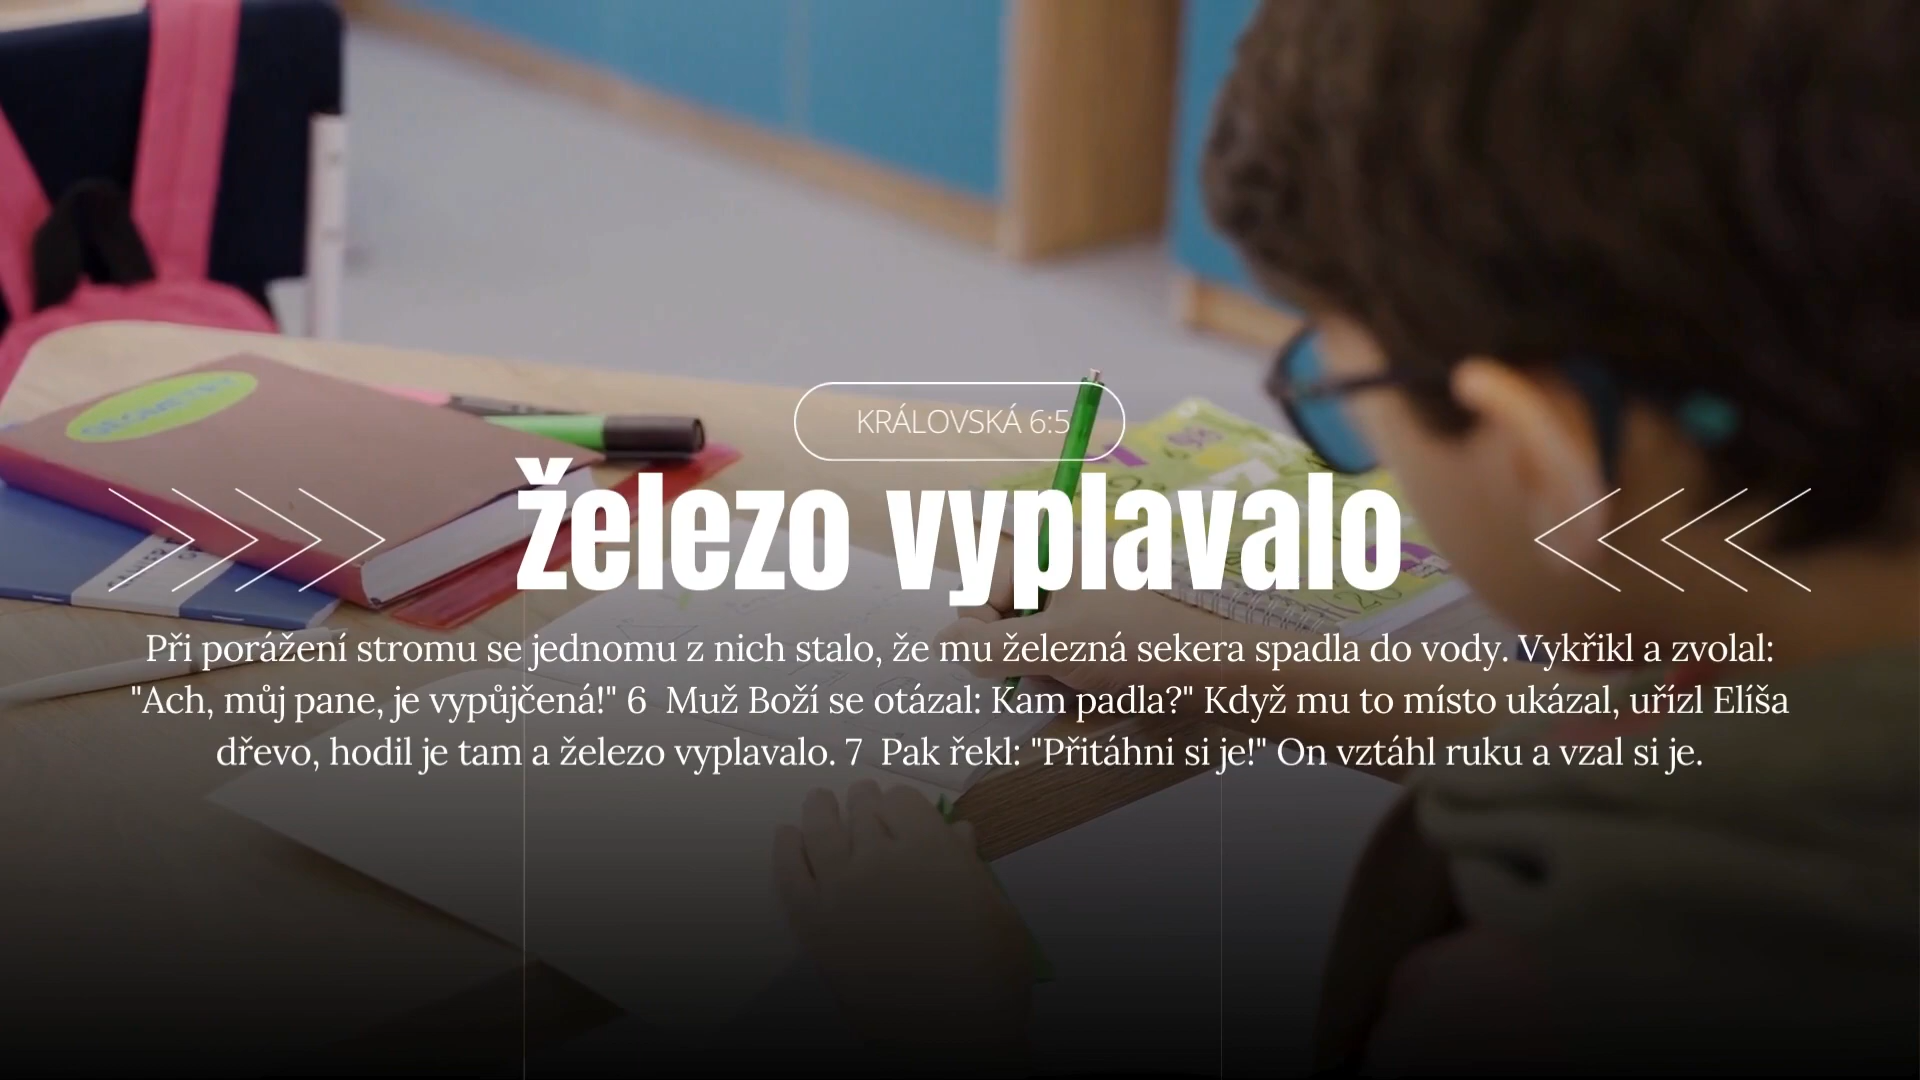 KRÁLOVSKÁ 6:5
železo vyplavalo
Při porážení stromu se jednomu z nich stalo, že mu železná sekera spadla do vody. Vykřikl a zvolal:
"Ach, můj pane, je vypůjčená!" 6  Muž Boží se otázal: Kam padla?" Když mu to místo ukázal, uřízl Elíša
dřevo, hodil je tam a železo vyplavalo. 7  Pak řekl: "Přitáhni si je!" On vztáhl ruku a vzal si je.
GEOMETRY